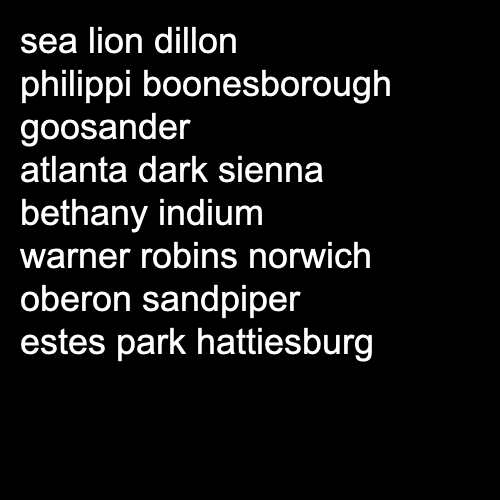 sea lion dillon
philippi boonesborough
goosander
atlanta dark sienna
bethany indium
warner robins norwich
oberon sandpiper
estes park hattiesburg